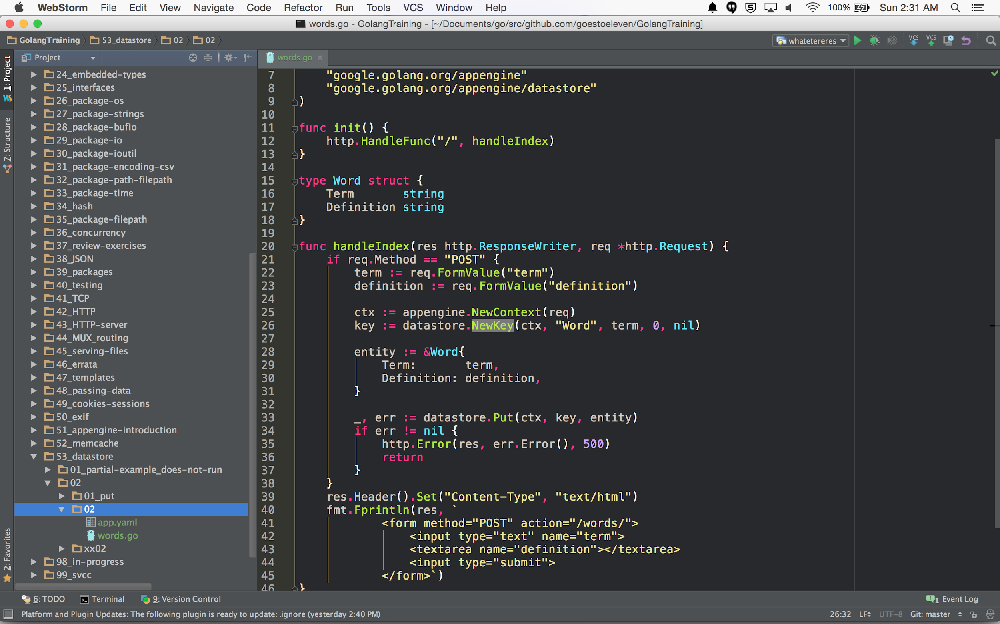 WebStorm File Edit View Navigate Code Refactor Run Tools VCS Window Help 100% Sun 2:31 AM
words.go - GolangTraining - [~/Documents/go/src/github.com/goestoeleven/GolangTraining]
GolangTraining 53_datastore 02 02 whatetereres VCS VCS
1: Project
7: Structure
2: Favorites
Project
24_embedded-types
25_interfaces
26_package-os
27_package-strings
28_package-bufio
29_package-io
30_package-ioutil
31_package-encoding-csv
32_package-path-filepath
33_package-time
34_hash
35_package-filepath
36_concurrency
37_review-exercises
38_JSON
39_packages
40_testing
41_TCP
42_HTTP
43_HTTP-server
44_MUX_routing
45_serving-files
46_errata
47_templates
48_passing-data
49_cookies-sessions
50_exif
51_appengine-introduction
52_memcache
53_datastore
01_partial-example_does-not-run
02
01_put
02
app.yaml
words.go
xx02
98_in-progress
99_svcc
words.go
7 "google.golang.org/appengine"
8 "google.golang.org/appengine/datastore"
9 )
10
11 func init() {
12 http.HandleFunc("/", handleIndex)
13 }
14
15 type Word struct {
16 Term string
17 Definition string
18 }
19
20 func handleIndex(res http.ResponseWriter, req *http.Request) {
21 if req.Method == "POST" {
22 term := req.FormValue("term")
23 definition := req.FormValue("definition")
24
25 ctx := appengine.NewContext(req)
26 key := datastore.NewKey(ctx, "Word", term, 0, nil)
27
28 entity := &Word{
29 Term: term,
30 Definition: definition,
31 }
32
33 _, err := datastore.Put(ctx, key, entity)
34 if err != nil {
35 http.Error(res, err.Error(), 500)
36 return
37 }
38 }
39 res.Header().Set("Content-Type", "text/html")
40 fmt.Fprintln(res, `
41 <form method="POST" action="/words/">
42 <input type="text" name="term">
43 <textarea name="definition"></textarea>
44 <input type="submit">
45 </form>`)
46 }
6: TODO Terminal 9: Version Control 1 Event Log
Platform and Plugin Updates: The following plugin is ready to update: .ignore (yesterday 2:40 PM) 26:32 LF UTF-8 Git: master